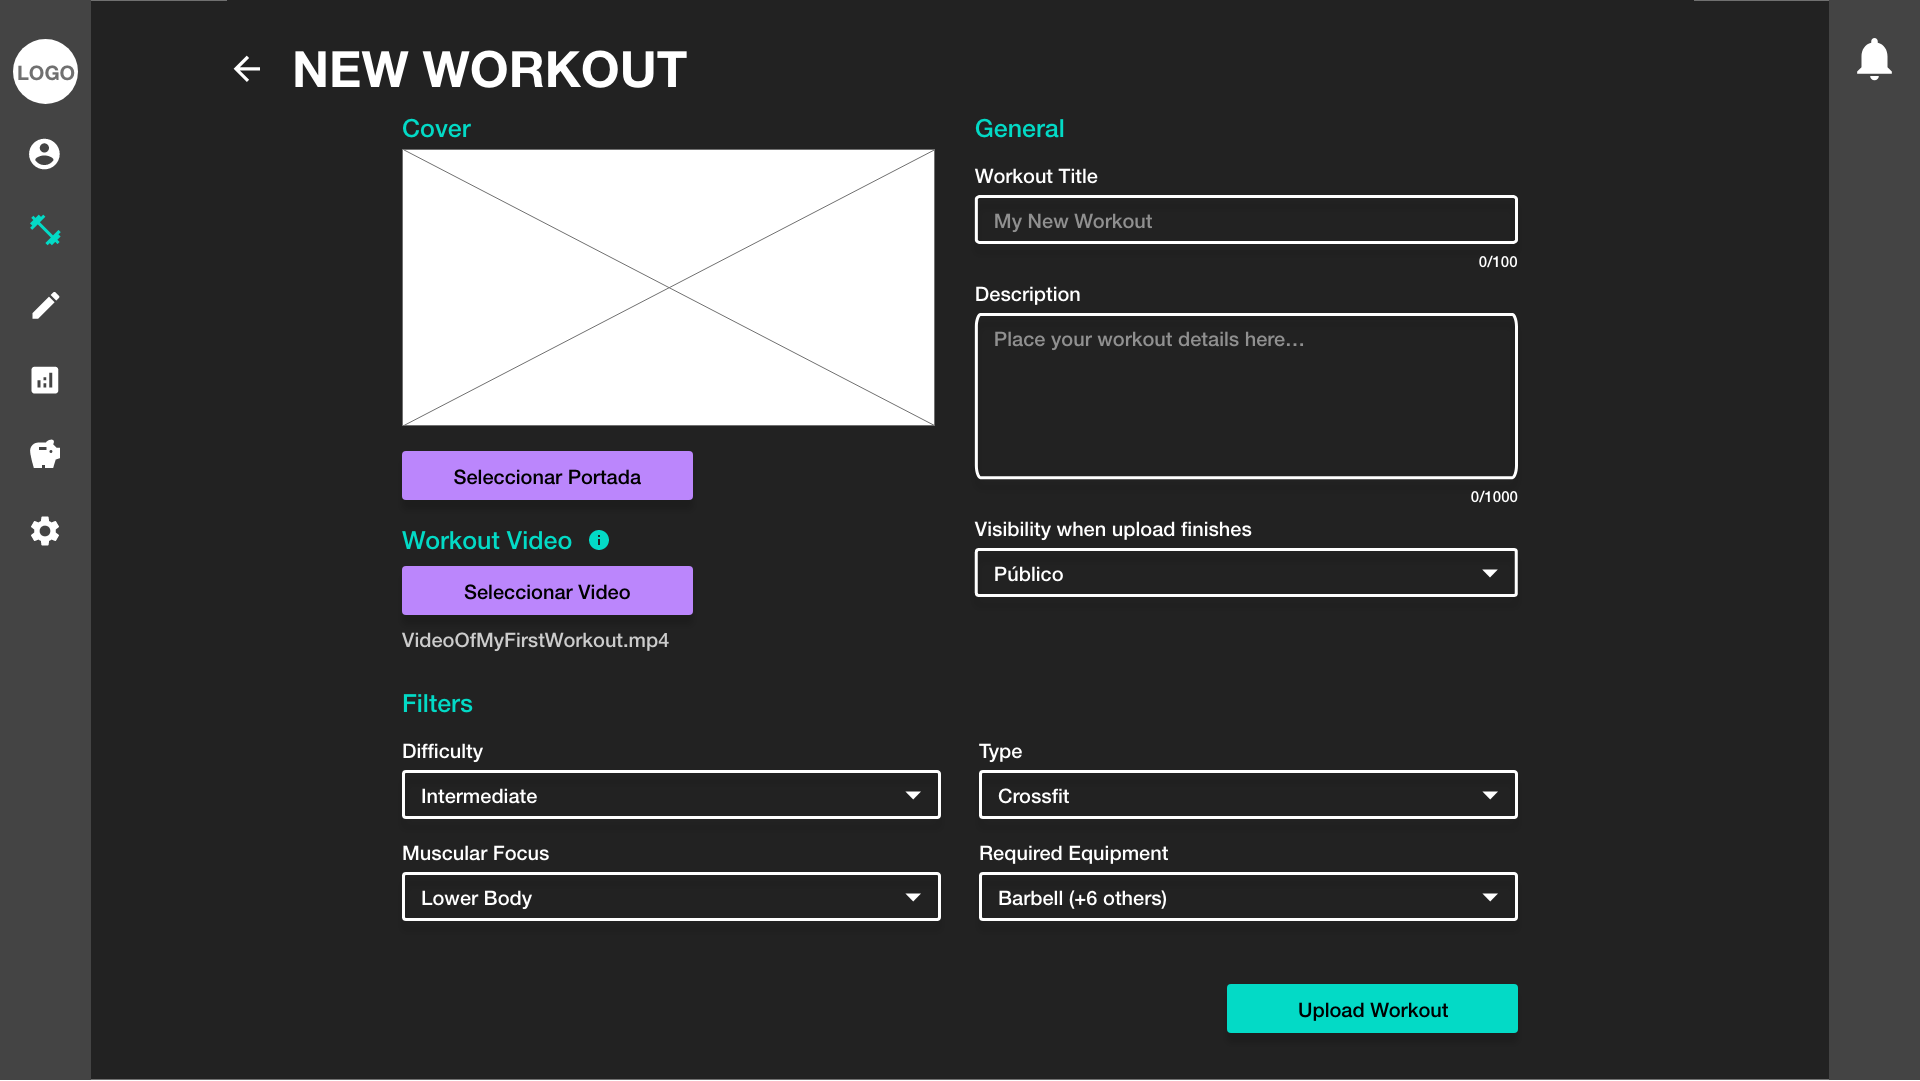 LOGO
NEW WORKOUT
Cover
Seleccionar Portada
Workout Video
Seleccionar Video
VideoOfMyFirstWorkout.mp4
General
Workout Title
My New Workout
0/100
Description
Place your workout details here...
0/1000
Visibility when upload finishes
Público
Filters
Difficulty
Intermediate
Type
Crossfit
Muscular Focus
Lower Body
Required Equipment
Barbell (+6 others)
Upload Workout